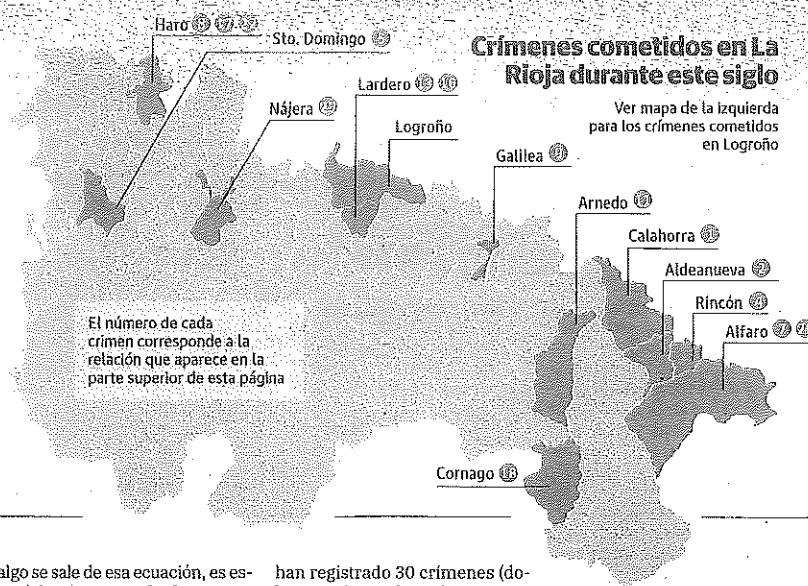 Crímenes cometidos en La
Rioja durante este siglo
Ver mapa de la izquierda
para los crímenes cometidos
en Logroño
Haro
Sto. Domingo
Nájera
Lardero
Logroño
Galilea
Arnedo
Calahorra
Aldeanueva
Rincón
Alfaro
Cornago
El número de cada
crimen corresponde a la
relación que aparece en la
parte superior de esta página
algo se sale de esa ecuación, es es-
han registrado 30 crímenes (do-